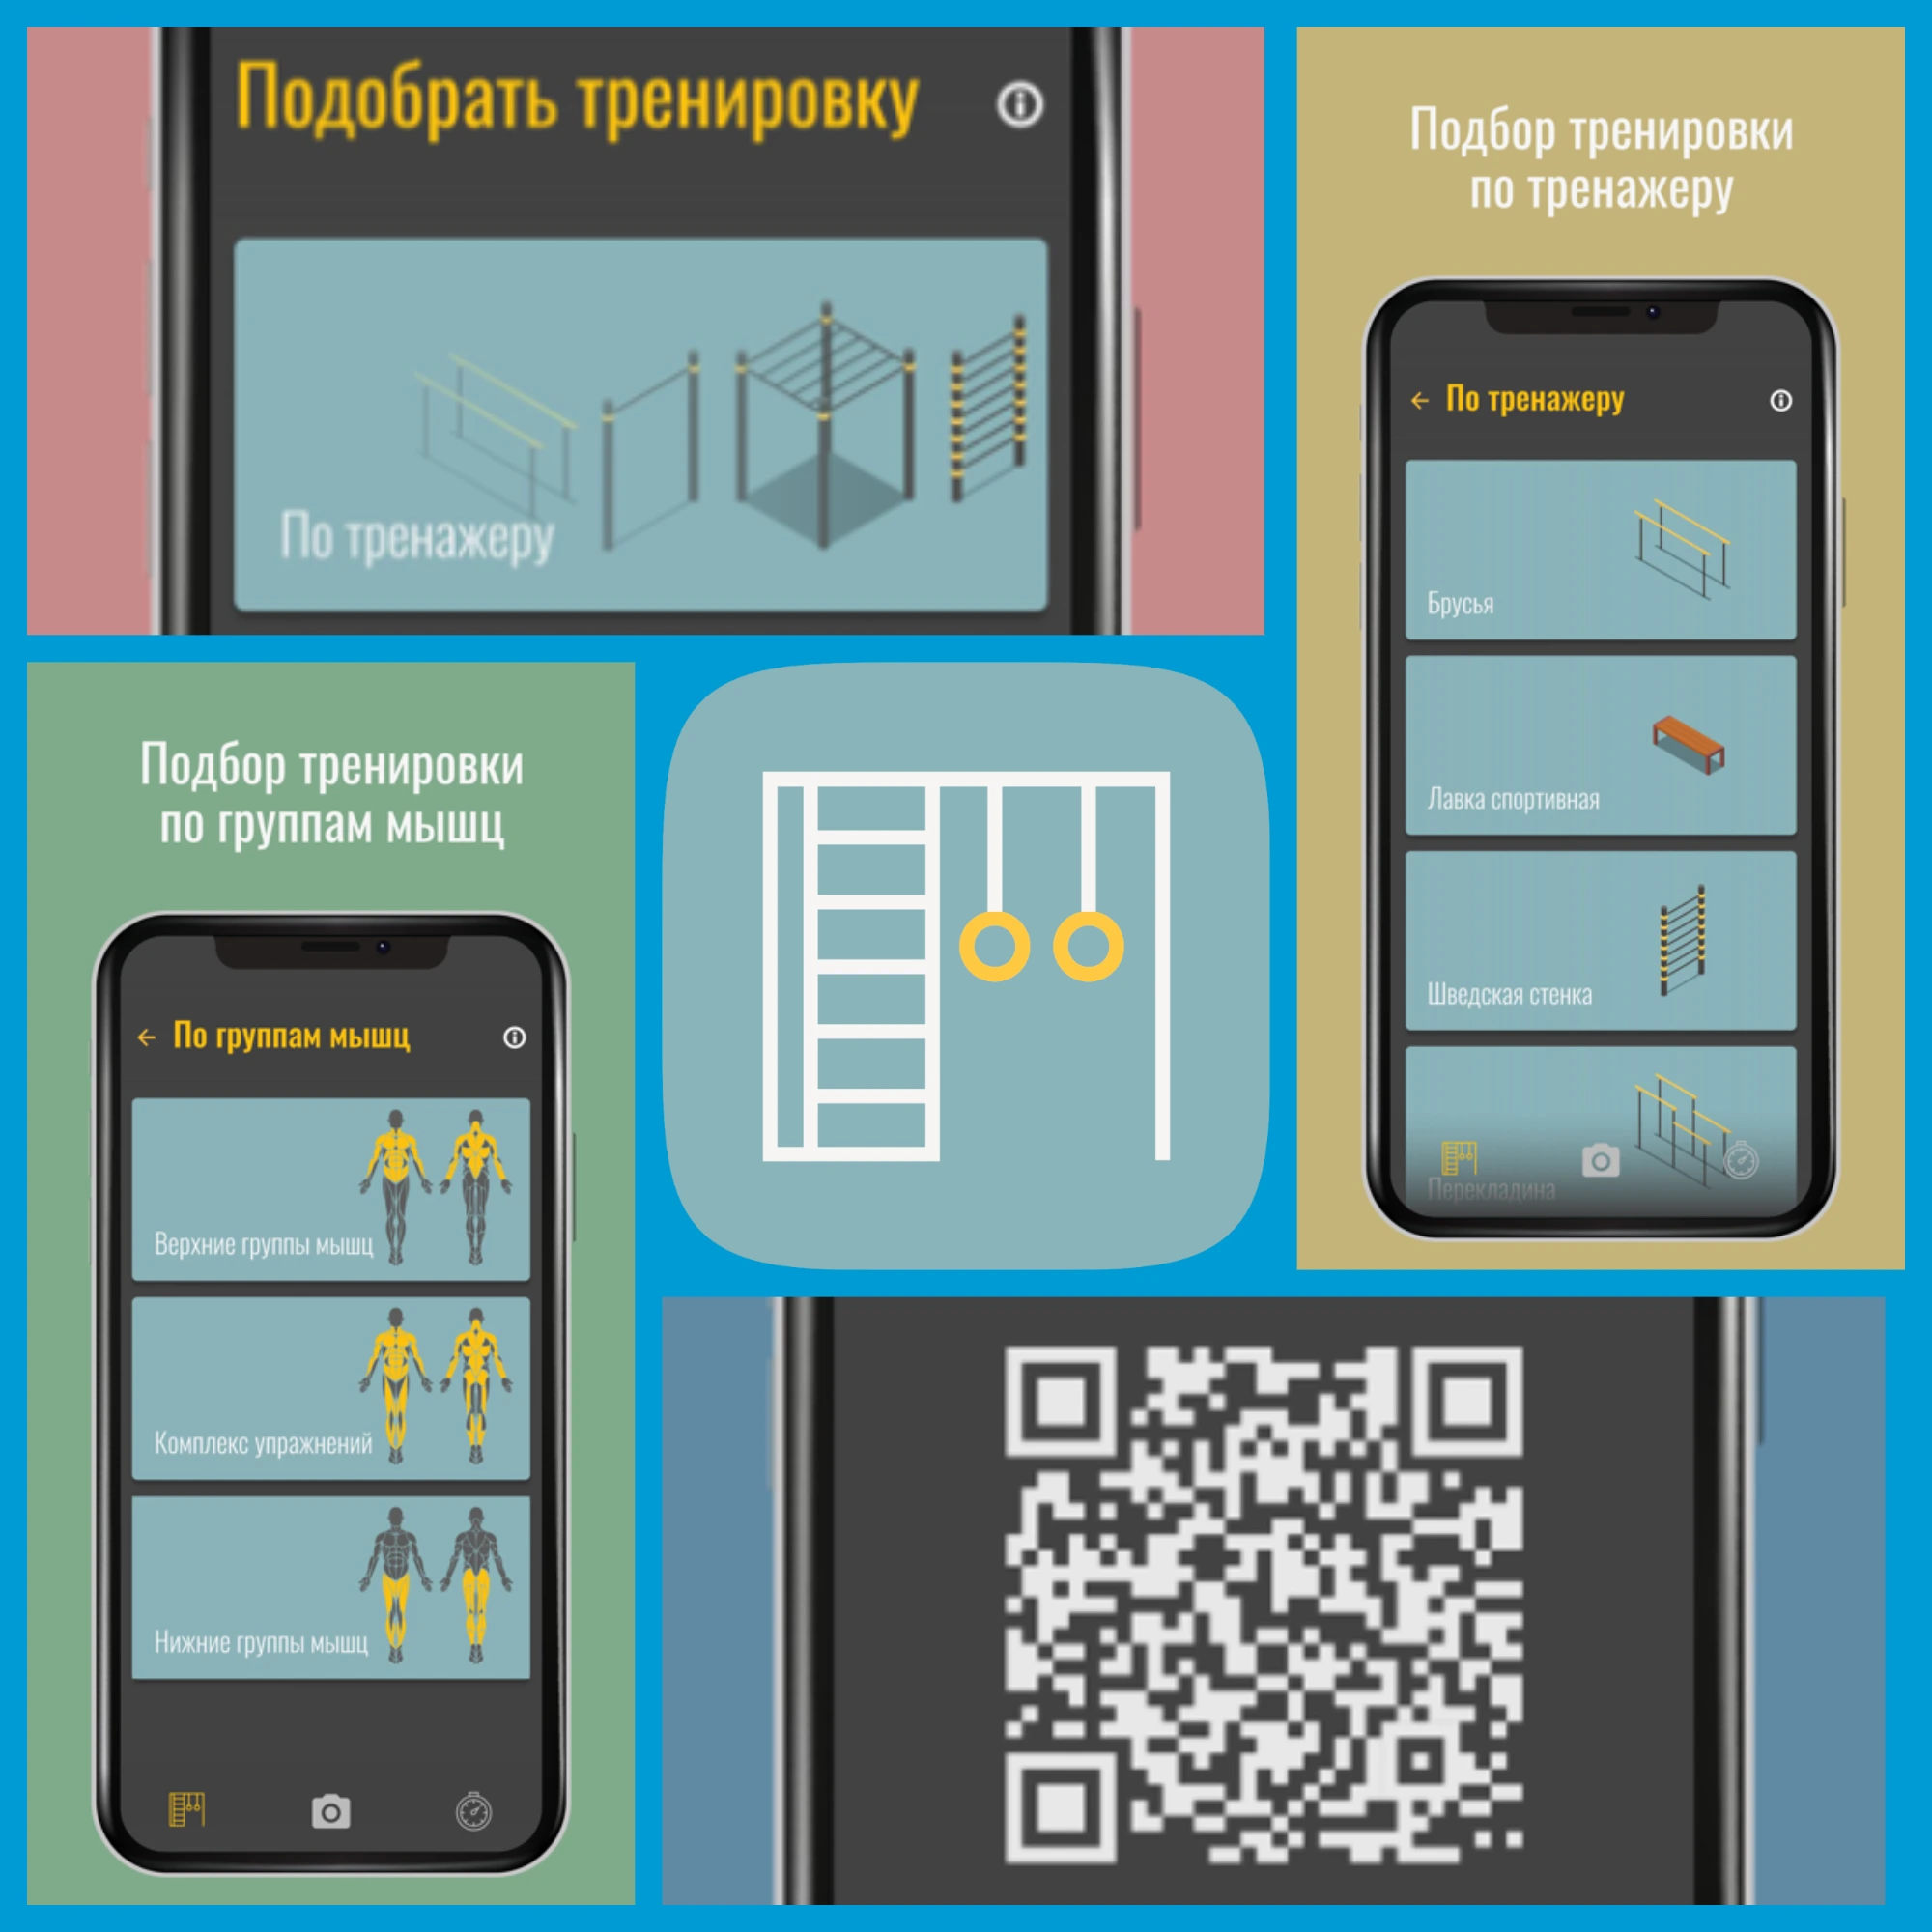 Подобрать тренировку
По тренажеру
Подбор тренировки
по тренажеру
По тренажеру
Брусья
Лавка спортивная
Шведская стенка
Перекладина
Подбор тренировки
по группам мышц
По группам мышц
Верхние группы мышц
Комплекс упражнений
Нижние группы мышц